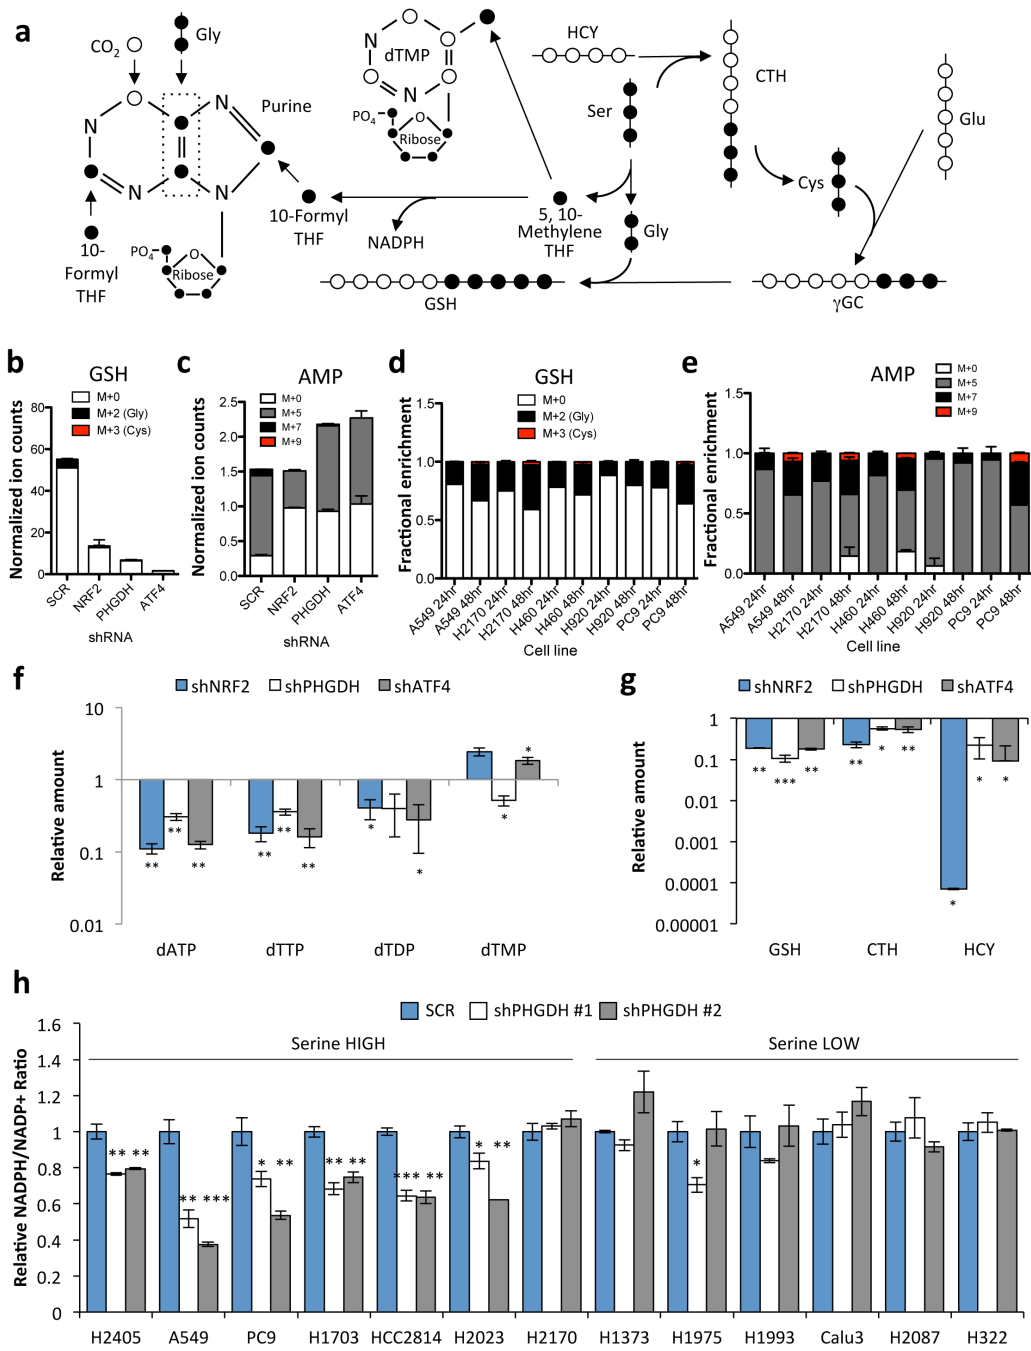 a
CO2
Gly
N
N
N
N
Purine
10-Formyl THF
PO4
Ribose
O
10-Formyl
THF
NADPH
N
dTMP
N
PO4
O
Ribose
HCY
Ser
CTH
Glu
Cys
5, 10-
Methylene
THF
Gly
GSH
γGC
b
GSH
M+0
M+2 (Gly)
M+3 (Cys)
Normalized ion counts
80
60
40
20
0
SCR
NRF2
PHGDH
ATF4
shRNA
c
AMP
M+0
M+5
M+7
M+9
Normalized ion counts
2.5
2.0
1.5
1.0
0.5
0.0
SCR
NRF2
PHGDH
ATF4
shRNA
d
GSH
M+0
M+2 (Gly)
M+3 (Cys)
Fractional enrichment
1.5
1.0
0.5
0.0
A549 24hr
A549 48hr
H2170 24hr
H2170 48hr
H460 24hr
H460 48hr
H920 24hr
H920 48hr
PC9 24hr
PC9 48hr
Cell line
e
AMP
M+0
M+5
M+7
M+9
Fractional enrichment
1.5
1.0
0.5
0.0
A549 24hr
A549 48hr
H2170 24hr
H2170 48hr
H460 24hr
H460 48hr
H920 24hr
H920 48hr
PC9 24hr
PC9 48hr
Cell line
f
shNRF2 shPHGDH shATF4
Relative amount
10
1
0.1
0.01
** ** **
** ** **
* *
* *
dATP dTTP dTDP dTMP
g
shNRF2 shPHGDH shATF4
Relative amount
1
0.1
0.01
0.001
0.0001
0.00001
** *** **
** * **
* * *
GSH CTH HCY
h
SCR shPHGDH #1 shPHGDH #2
Serine HIGH Serine LOW
Relative NADPH/NADP+ Ratio
1.6
1.4
1.2
1
0.8
0.6
0.4
0.2
0
** ** ** *** * ** ** ** *** ** * ** *
H2405 A549 PC9 H1703 HCC2814 H2023 H2170 H1373 H1975 H1993 Calu3 H2087 H322